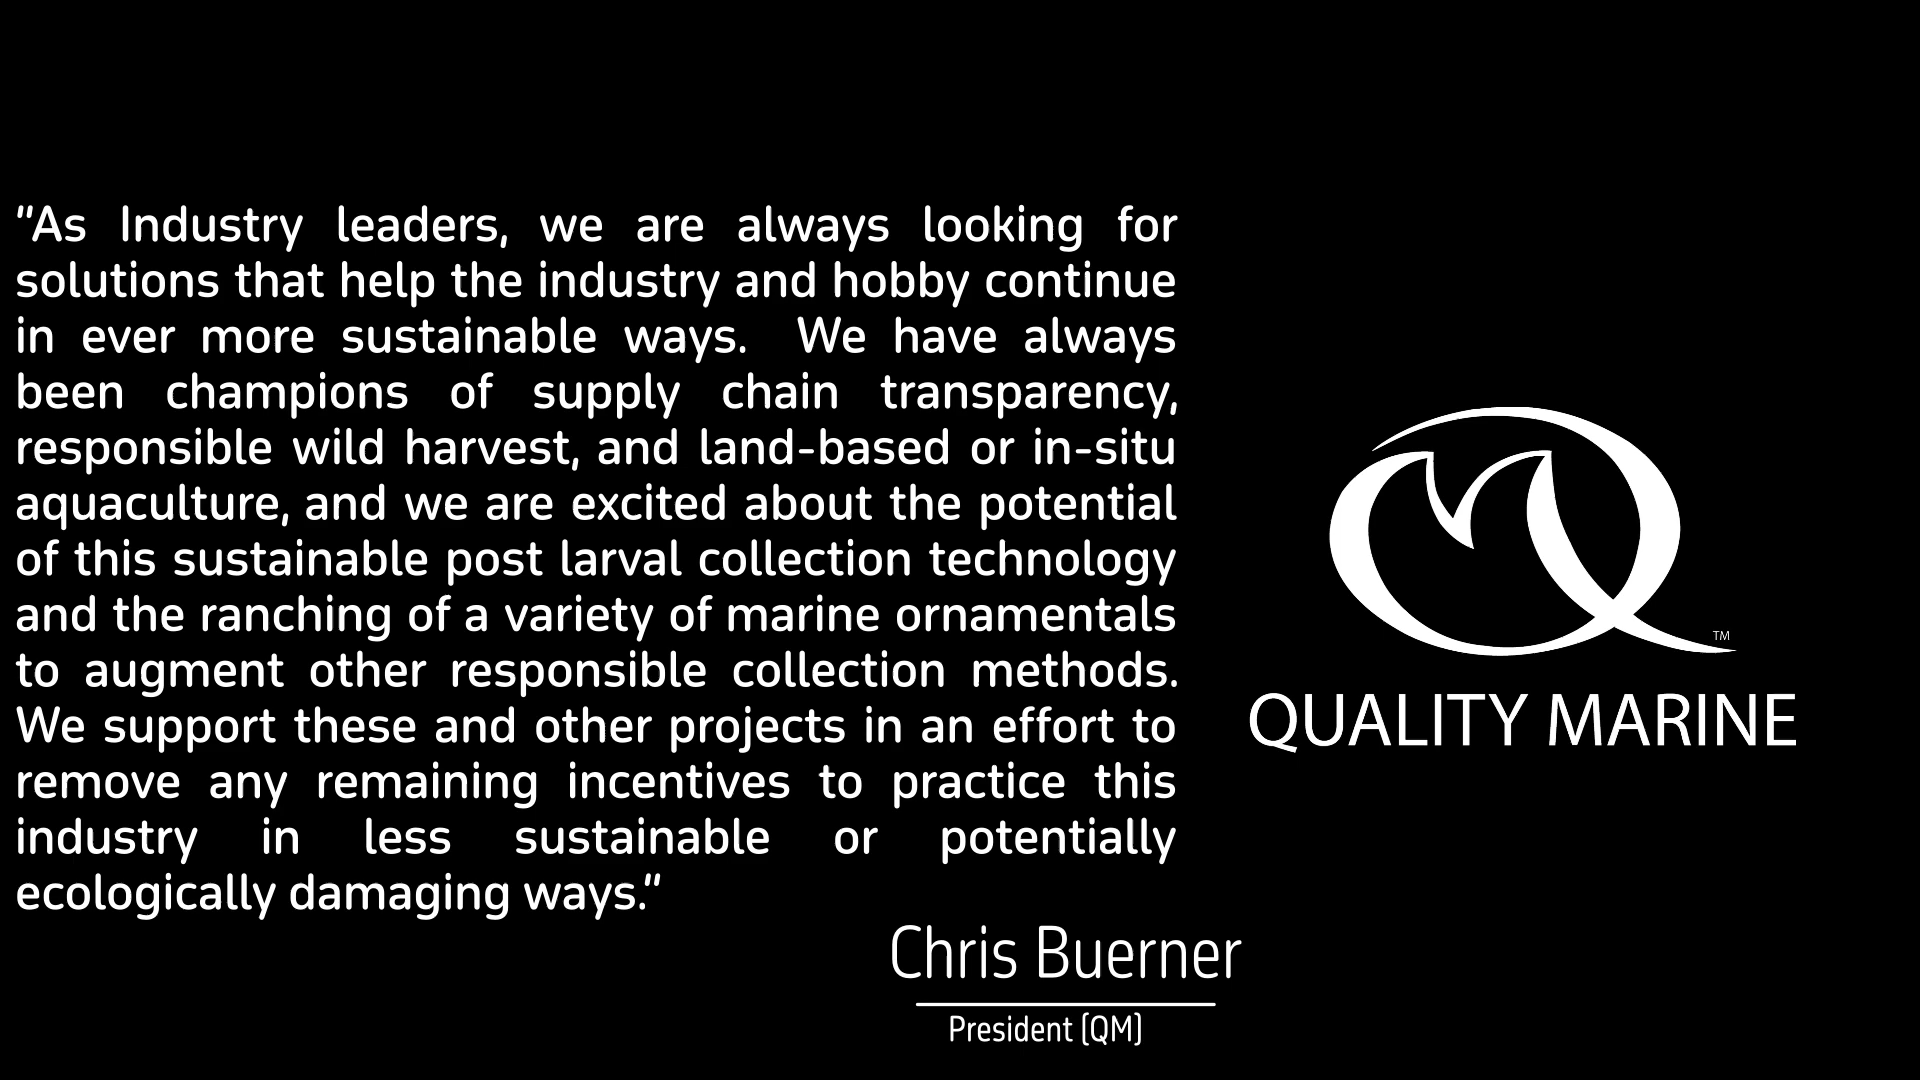 "As Industry leaders, we are always looking for
solutions that help the industry and hobby continue
in ever more sustainable ways.  We have always
been champions of supply chain transparency,
responsible wild harvest, and land-based or in-situ
aquaculture, and we are excited about the potential
of this sustainable post larval collection technology
and the ranching of a variety of marine ornamentals
to augment other responsible collection methods.
We support these and other projects in an effort to
remove any remaining incentives to practice this
industry in less sustainable or potentially
ecologically damaging ways."
Chris Buerner
President (QM)
TM
QUALITY MARINE